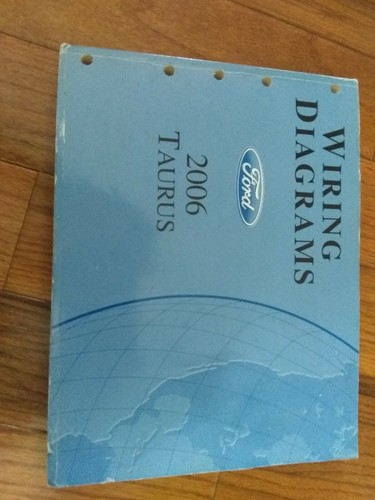 WIRING
DIAGRAMS
Ford
2006
TAURUS